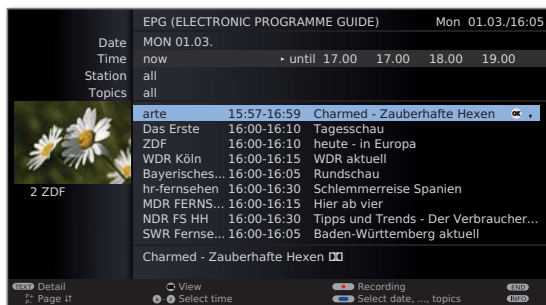 EPG (ELECTRONIC PROGRAMME GUIDE) Mon 01.03./16:05
Date MON 01.03.
Time now ▸ until 17.00 17.00 18.00 19.00
Station all
Topics all
arte 15:57-16:59 Charmed - Zauberhafte Hexen OK
Das Erste 16:00-16:10 Tagesschau
ZDF 16:00-16:10 heute - in Europa
WDR Köln 16:00-16:15 WDR aktuell
Bayerisches... 16:00-16:05 Rundschau
hr-fernsehen 16:00-16:30 Schlemmerreise Spanien
MDR FERNS... 16:00-16:15 Hier ab vier
NDR FS HH 16:00-16:30 Tipps und Trends - Der Verbraucher...
SWR Fernse... 16:00-16:05 Baden-Württemberg aktuell
2 ZDF
Charmed - Zauberhafte Hexen
TEXT Detail OK View Recording END
P+ P- Page Select time Select date, ..., topics INFO